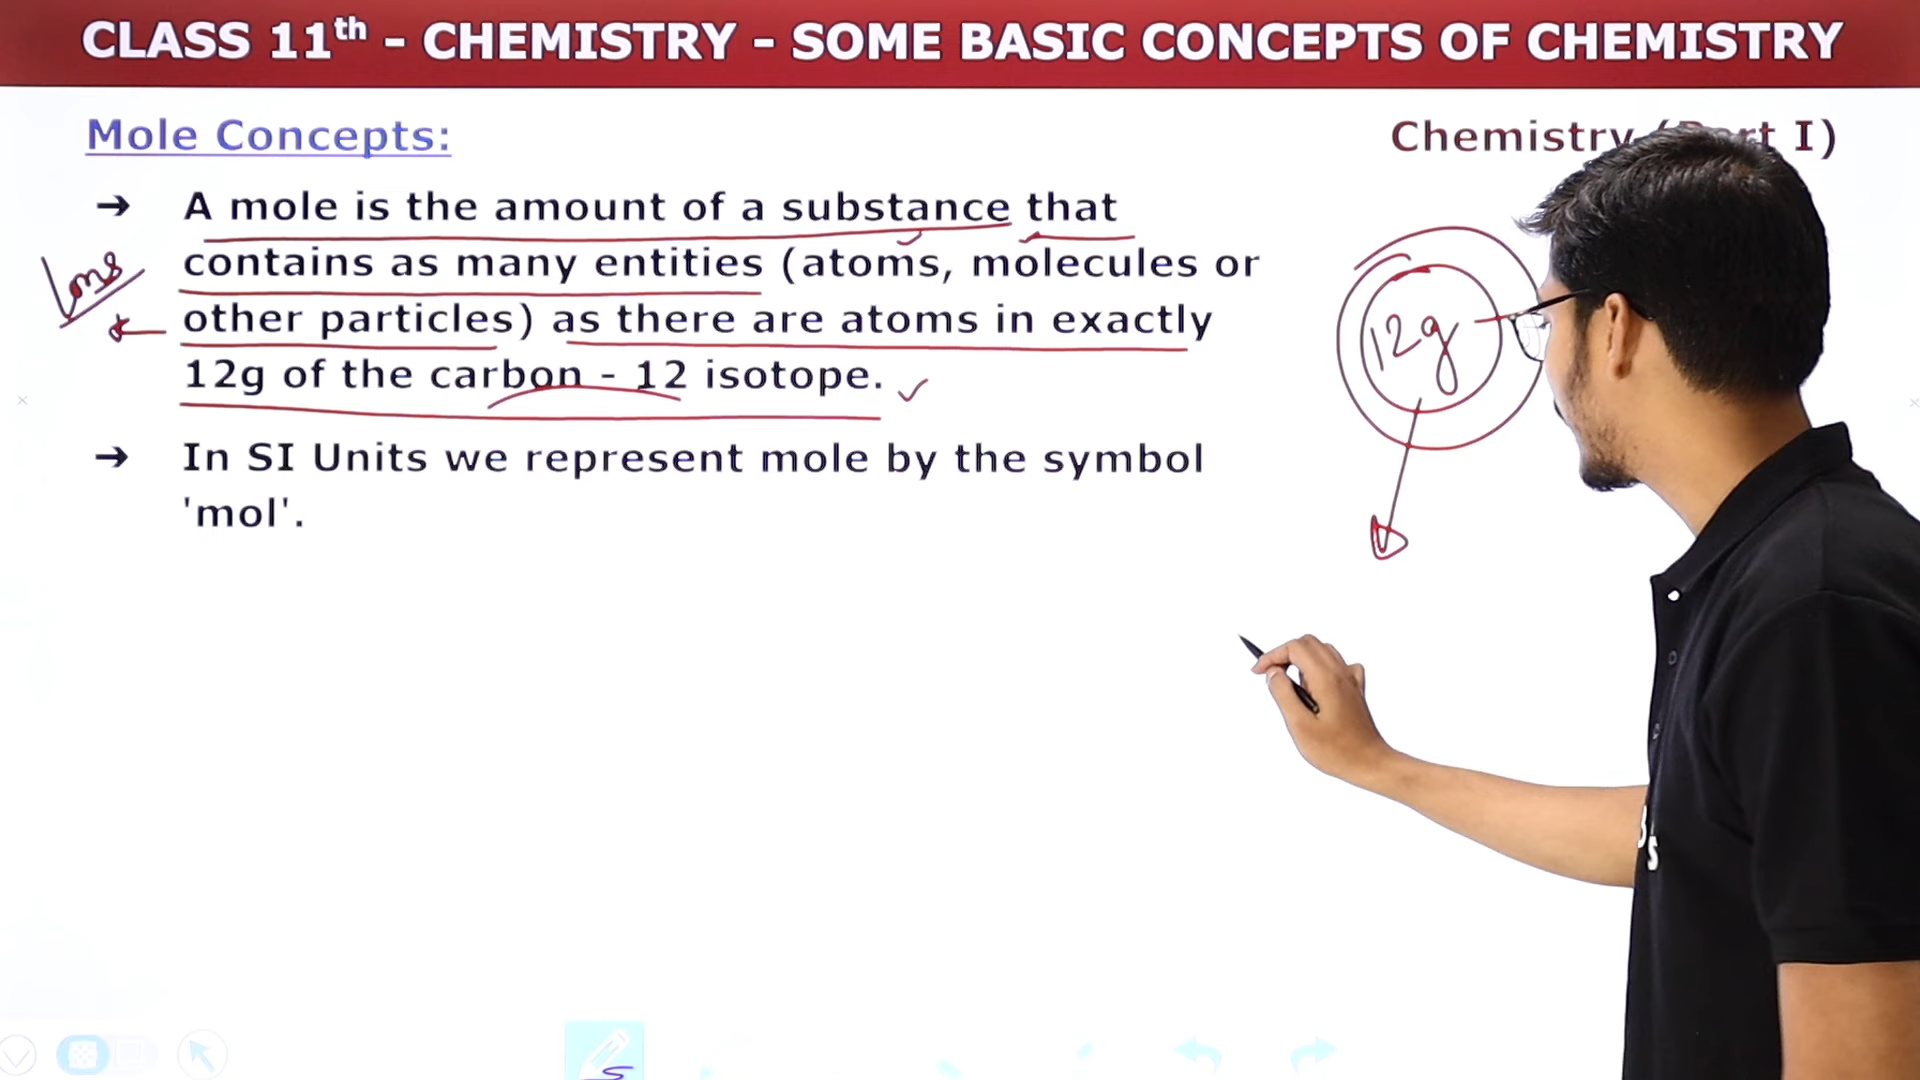 CLASS 11th - CHEMISTRY - SOME BASIC CONCEPTS OF CHEMISTRY
Mole Concepts:
Chemistry (Part I)
→ A mole is the amount of a substance that
contains as many entities (atoms, molecules or
other particles) as there are atoms in exactly
12g of the carbon - 12 isotope.
Ions
12g
→ In SI Units we represent mole by the symbol
'mol'.